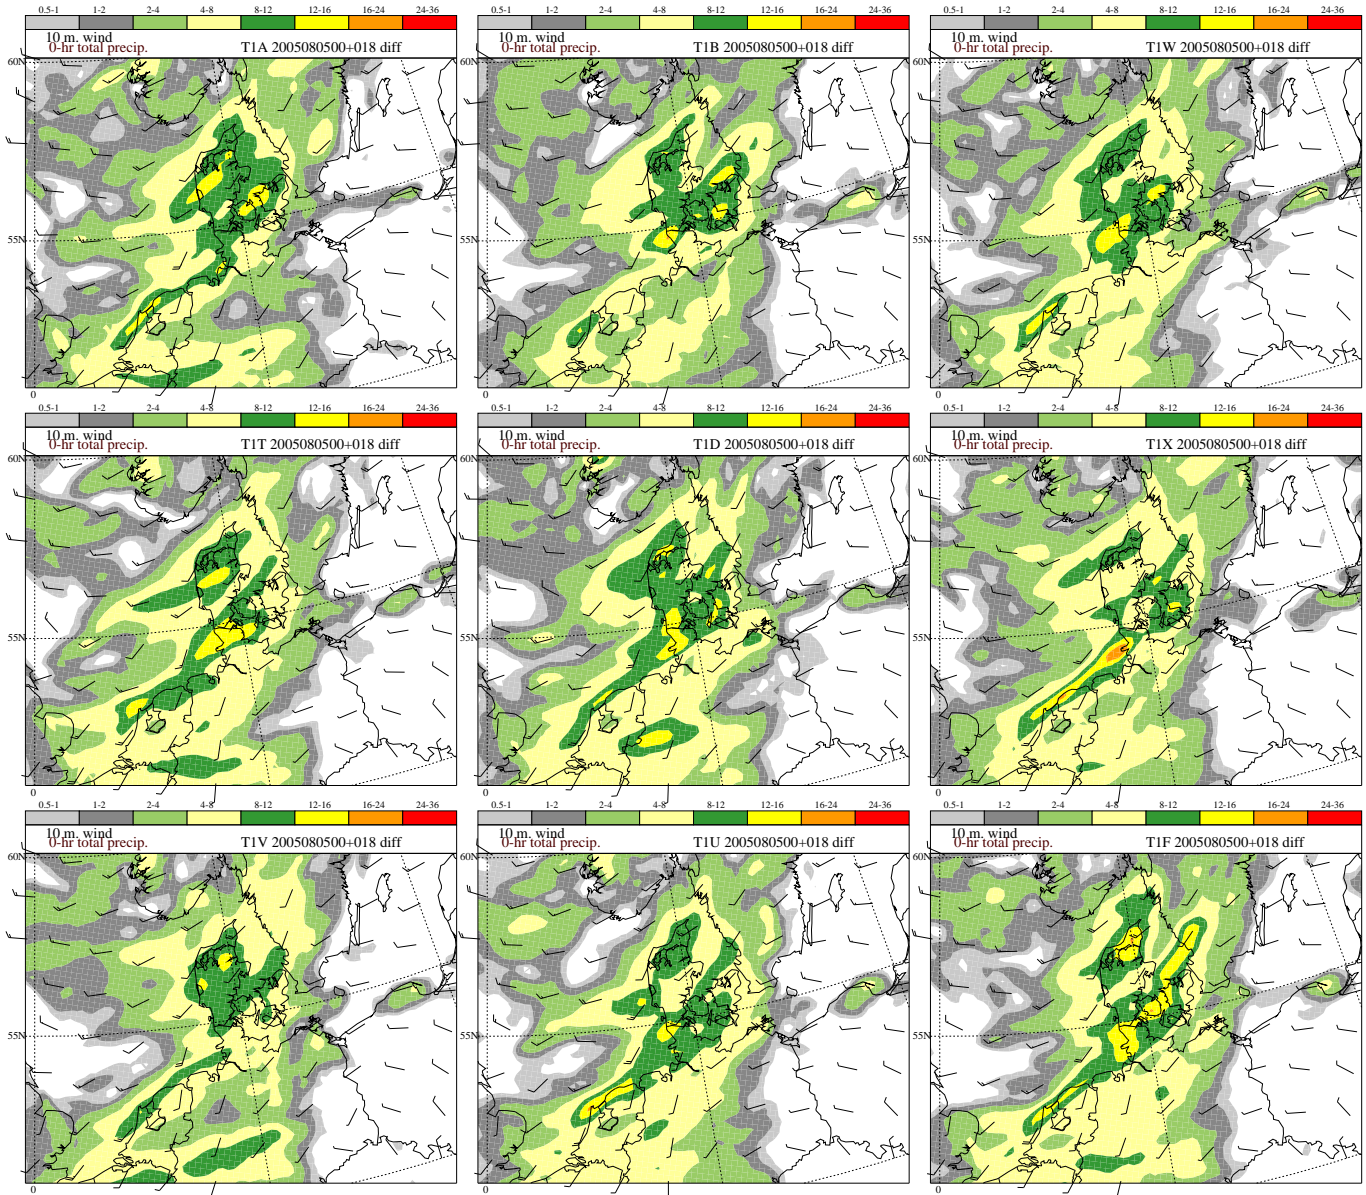 0.5-1 1-2 2-4 4-8 8-12 12-16 16-24 24-36
10 m. wind
0-hr total precip. T1A 2005080500+018 diff
60N
55N
0
0.5-1 1-2 2-4 4-8 8-12 12-16 16-24 24-36
10 m. wind
0-hr total precip. T1B 2005080500+018 diff
60N
55N
0
0.5-1 1-2 2-4 4-8 8-12 12-16 16-24 24-36
10 m. wind
0-hr total precip. T1W 2005080500+018 diff
60N
55N
0
0.5-1 1-2 2-4 4-8 8-12 12-16 16-24 24-36
10 m. wind
0-hr total precip. T1T 2005080500+018 diff
60N
55N
0
0.5-1 1-2 2-4 4-8 8-12 12-16 16-24 24-36
10 m. wind
0-hr total precip. T1D 2005080500+018 diff
60N
55N
0
0.5-1 1-2 2-4 4-8 8-12 12-16 16-24 24-36
10 m. wind
0-hr total precip. T1X 2005080500+018 diff
60N
55N
0
0.5-1 1-2 2-4 4-8 8-12 12-16 16-24 24-36
10 m. wind
0-hr total precip. T1V 2005080500+018 diff
60N
55N
0
0.5-1 1-2 2-4 4-8 8-12 12-16 16-24 24-36
10 m. wind
0-hr total precip. T1U 2005080500+018 diff
60N
55N
0
0.5-1 1-2 2-4 4-8 8-12 12-16 16-24 24-36
10 m. wind
0-hr total precip. T1F 2005080500+018 diff
60N
55N
0